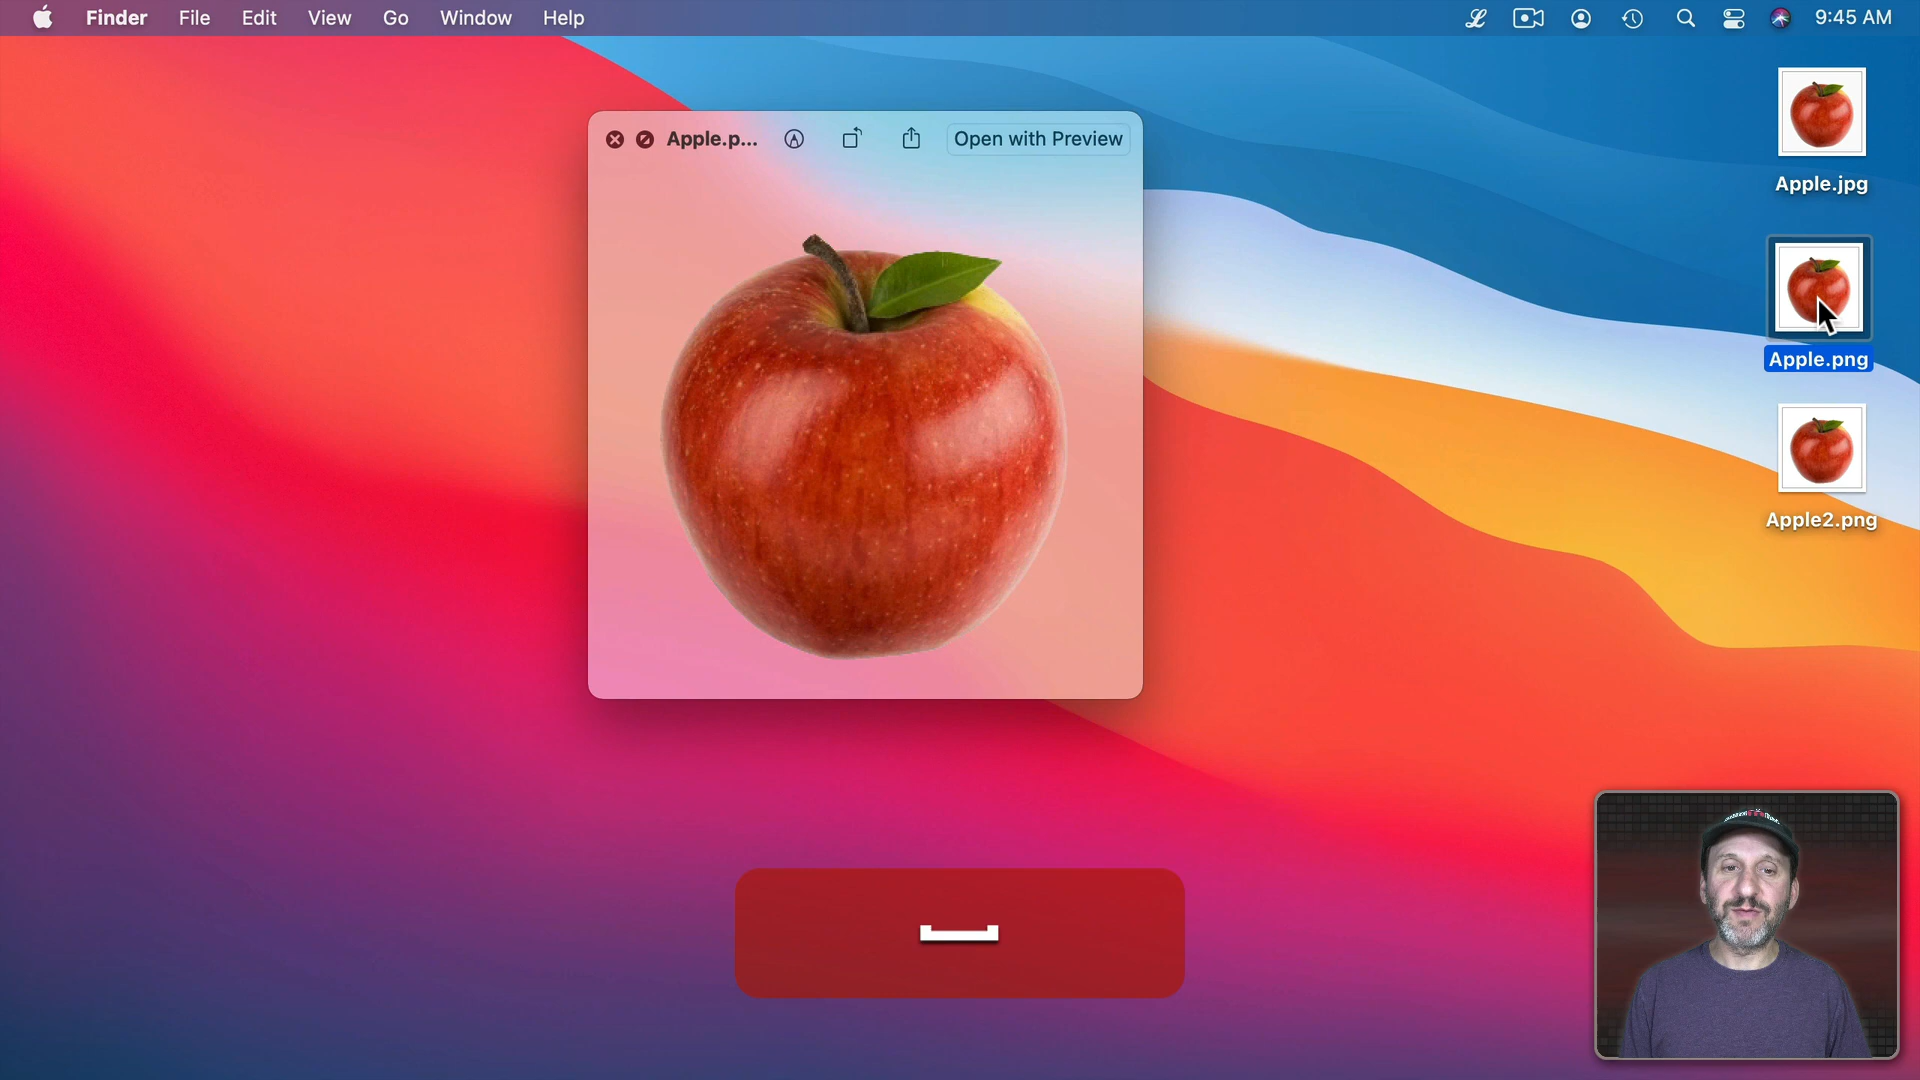 Finder File Edit View Go Window Help 9:45 AM
Apple.p... Open with Preview
Apple.jpg
Apple.png
Apple2.png